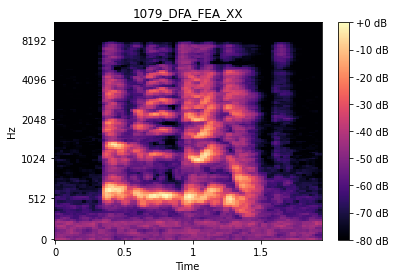 1079_DFA_FEA_XX
+0 dB
8192
-10 dB
4096
-20 dB
-30 dB
2048
Hz
-40 dB
1024
-50 dB
-60 dB
512
-70 dB
0
-80 dB
0
0.5
1
1.5
Time